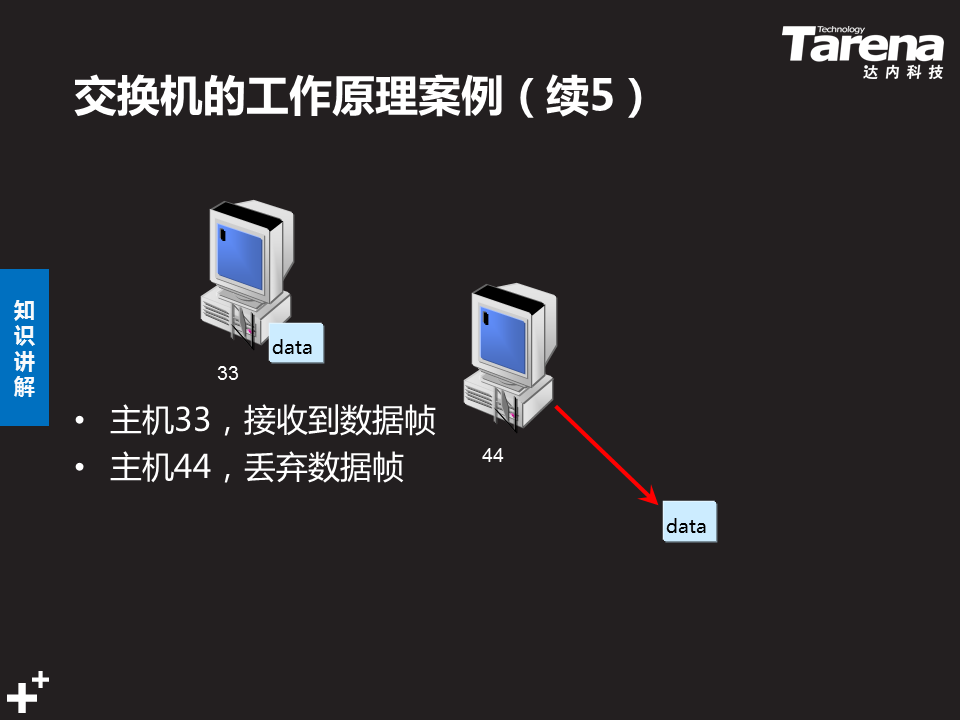 Technology
Tarena
达内科技
交换机的工作原理案例（续5）
知识讲解
data
33
• 主机33，接收到数据帧
• 主机44，丢弃数据帧
44
data